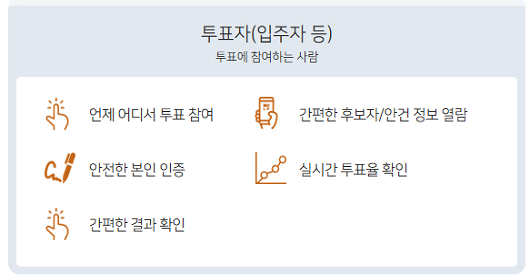 투표자(입주자 등)
투표에 참여하는 사람
언제 어디서 투표 참여
간편한 후보자/안건 정보 열람
안전한 본인 인증
실시간 투표율 확인
간편한 결과 확인